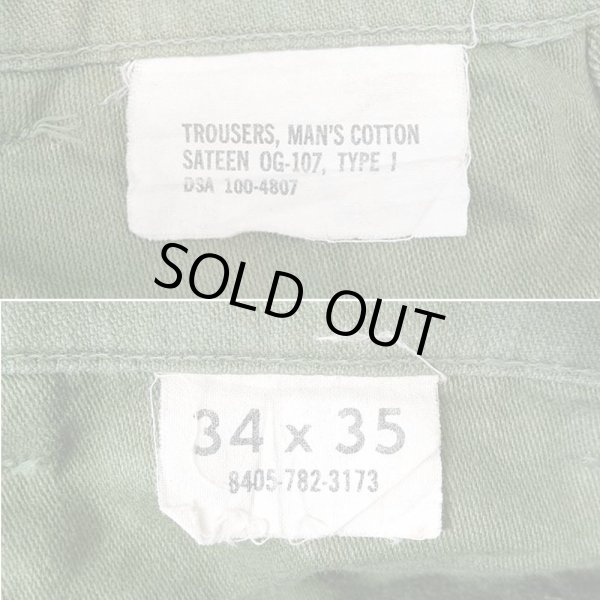 TROUSERS, MAN'S COTTON
SATEEN OG-107, TYPE I
DSA 100-4807
SOLD OUT
34 x 35
8405-782-3173